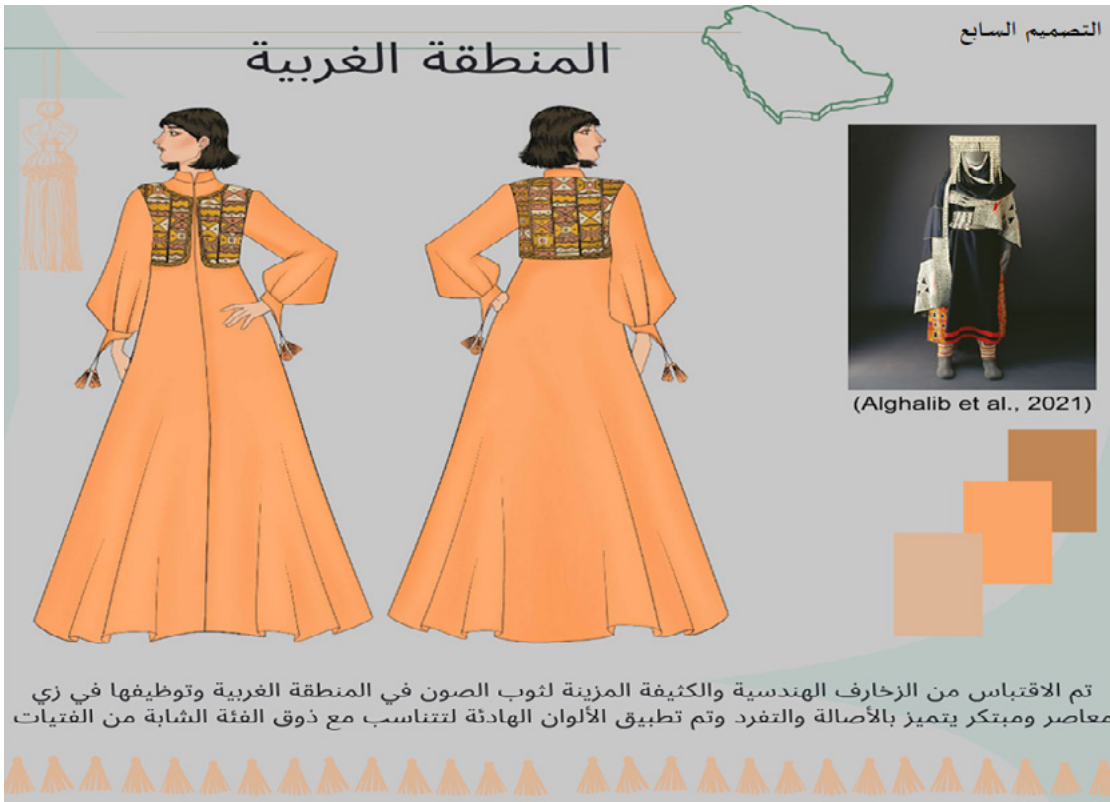 التصميم السابع
المنطقة الغربية
(Alghalib et al., 2021)
تم الاقتباس من الزخارف الهندسية والكثيفة المزينة لثوب الصون في المنطقة الغربية وتوظيفها في زي
معاصر ومبتكر يتميز بالأصالة والتفرد وتم تطبيق الألوان الهادئة لتتناسب مع ذوق الفئة الشابة من الفتيات